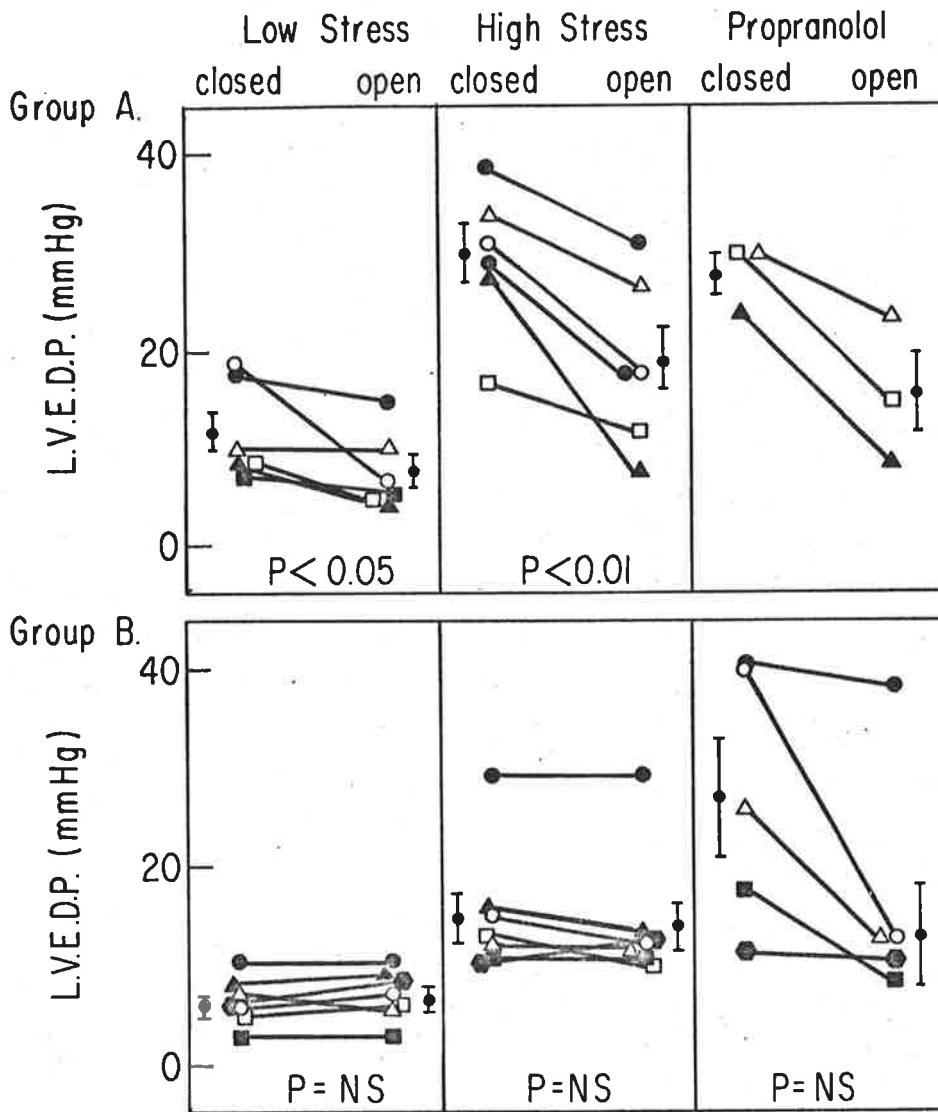 Low Stress High Stress Propranolol
closed open closed open closed open
Group A.
L.V.E.D.P. (mmHg)
40
20
0
P< 0.05 P<0.01
Group B.
L.V.E.D.P. (mmHg)
40
20
0
P= NS P=NS P=NS